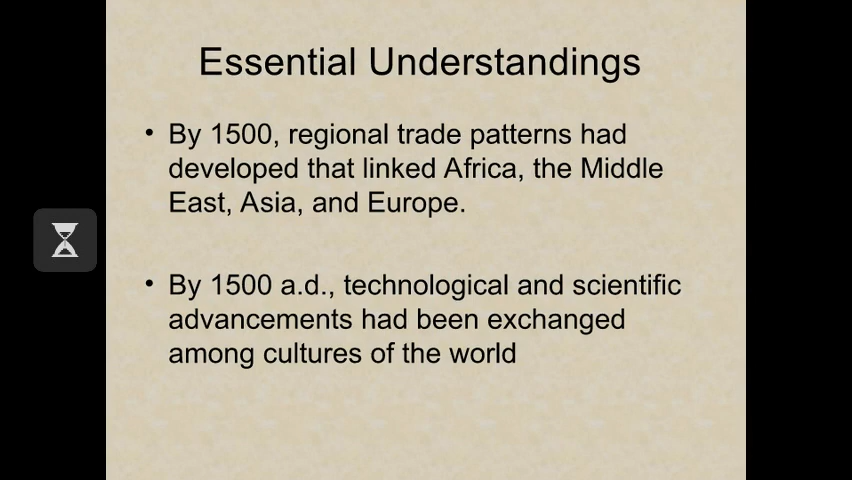 Essential Understandings
• By 1500, regional trade patterns had
developed that linked Africa, the Middle
East, Asia, and Europe.
• By 1500 a.d., technological and scientific
advancements had been exchanged
among cultures of the world